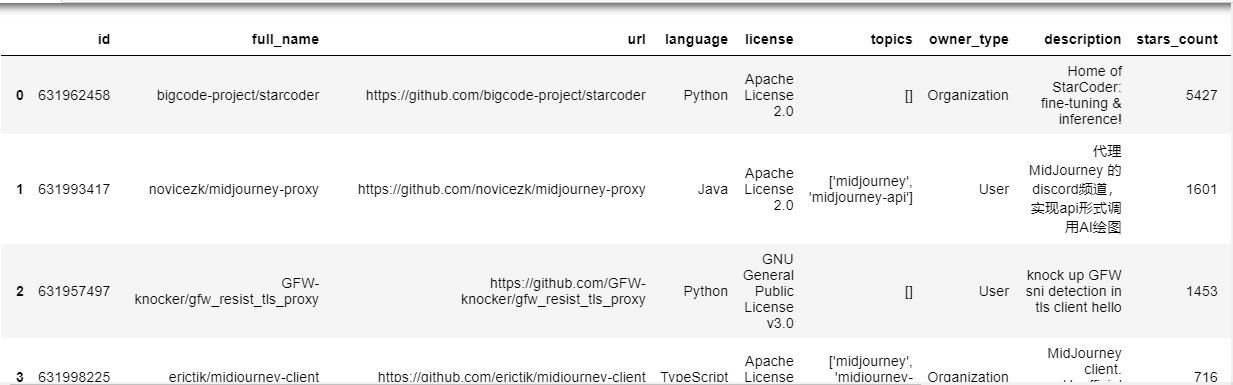 id full_name url language license topics owner_type description stars_count
0 631962458 bigcode-project/starcoder https://github.com/bigcode-project/starcoder Python Apache License 2.0 [] Organization Home of StarCoder: fine-tuning & inference! 5427
1 631993417 novicezk/midjourney-proxy https://github.com/novicezk/midjourney-proxy Java Apache License 2.0 ['midjourney', 'midjourney-api'] User 代理 MidJourney 的 discord频道， 实现api形式调用AI绘图 1601
2 631957497 GFW-knocker/gfw_resist_tls_proxy https://github.com/GFW-knocker/gfw_resist_tls_proxy Python GNU General Public License v3.0 [] User knock up GFW sni detection in tls client hello 1453
3 631998225 erictik/midjourney-client https://github.com/erictik/midjourney-client TypeScript Apache License ['midjourney', 'midjourney- Organization MidJourney client. 716